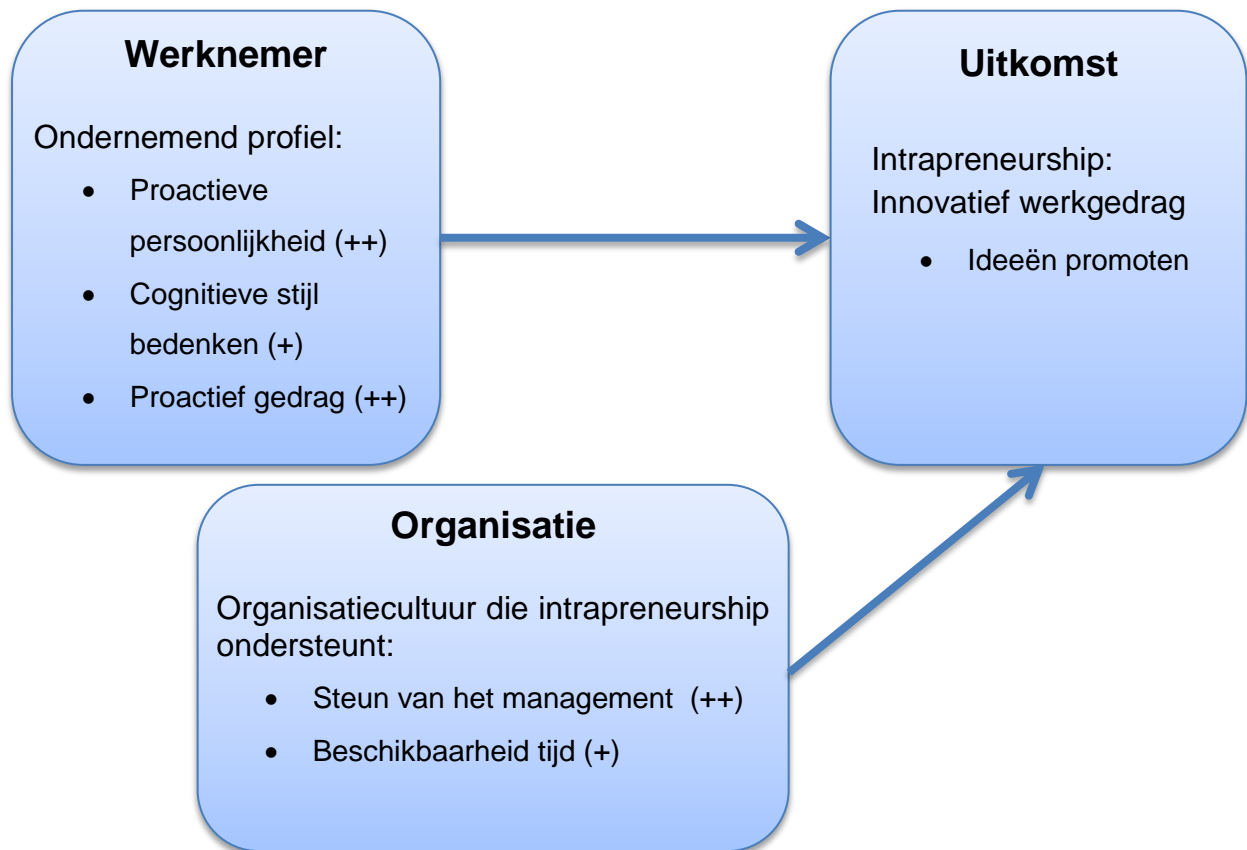 Werknemer
Ondernemend profiel:
• Proactieve
persoonlijkheid (++)
• Cognitieve stijl
bedenken (+)
• Proactief gedrag (++)
Uitkomst
Intrapreneurship:
Innovatief werkgedrag
• Ideeën promoten
Organisatie
Organisatiecultuur die intrapreneurship
ondersteunt:
• Steun van het management (++)
• Beschikbaarheid tijd (+)